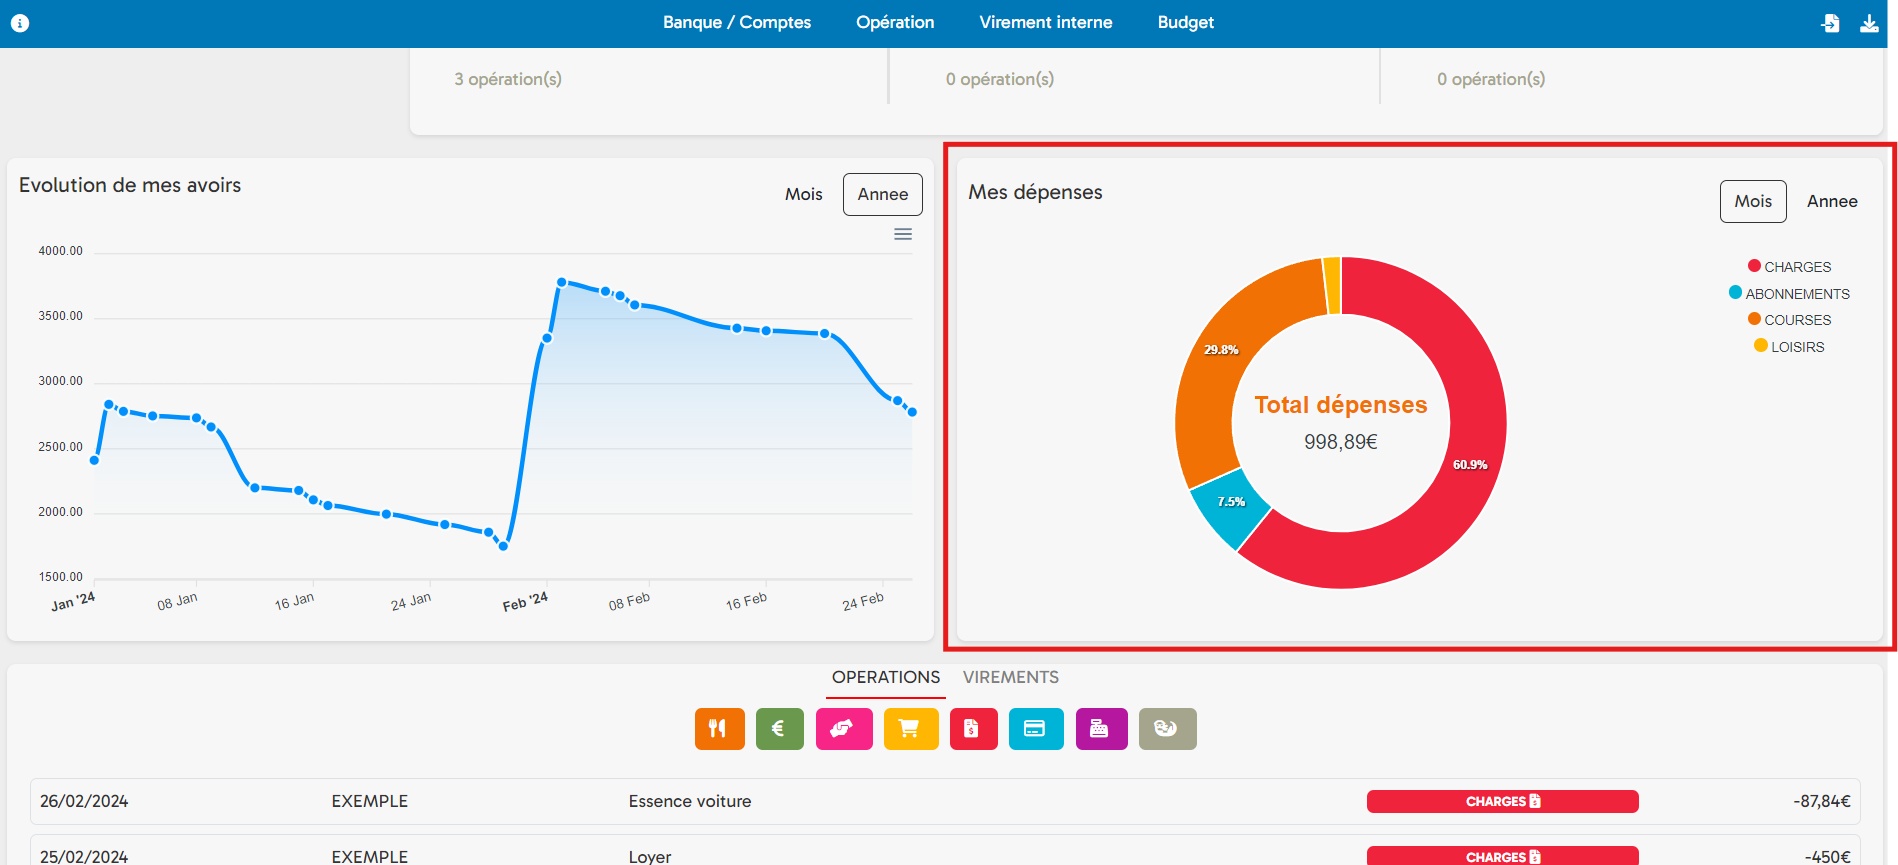 Banque / Comptes Opération Virement interne Budget
3 opération(s) 0 opération(s) 0 opération(s)
Evolution de mes avoirs
Mois Annee
4000.00
3500.00
3000.00
2500.00
2000.00
1500.00
Jan '24 08 Jan 16 Jan 24 Jan Feb '24 08 Feb 16 Feb 24 Feb
Mes dépenses
Mois Annee
CHARGES
ABONNEMENTS
COURSES
LOISIRS
29.8%
Total dépenses
998,89€
60.9%
7.5%
OPERATIONS VIREMENTS
26/02/2024 EXEMPLE Essence voiture CHARGES -87,84€
25/02/2024 EXEMPLE Loyer CHARGES -450€